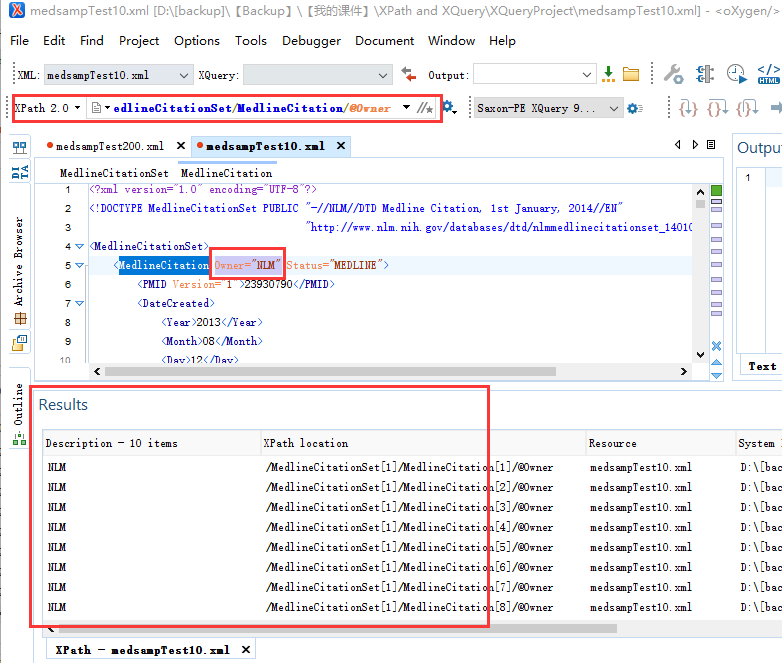 medsampTest10.xml [D:\[backup]\【Backup】\【我的课件】\XPath and XQuery\XQueryProject\medsampTest10.xml] - <oXygen/>
File Edit Find Project Options Tools Debugger Document Window Help
XML: medsampTest10.xml XQuery: Output:
XPath 2.0 edlineCitationSet/MedlineCitation/@Owner Saxon-PE XQuery 9...
medsampTest200.xml medsampTest10.xml
MedlineCitationSet MedlineCitation
1 <?xml version="1.0" encoding="UTF-8"?>
2 <!DOCTYPE MedlineCitationSet PUBLIC "-//NLM//DTD Medline Citation, 1st January, 2014//EN"
3 "http://www.nlm.nih.gov/databases/dtd/nlmmedlinecitationset_14010
4 <MedlineCitationSet>
5 <MedlineCitation Owner="NLM" Status="MEDLINE">
6 <PMID Version="1">23930790</PMID>
7 <DateCreated>
8 <Year>2013</Year>
9 <Month>08</Month>
10 <Day>12</Day>
DI
TA
Archive Browser
Outline
Outpu
1
Text
Results
Description - 10 items XPath location Resource System
NLM /MedlineCitationSet[1]/MedlineCitation[1]/@Owner medsampTest10.xml D:\[bac
NLM /MedlineCitationSet[1]/MedlineCitation[2]/@Owner medsampTest10.xml D:\[bac
NLM /MedlineCitationSet[1]/MedlineCitation[3]/@Owner medsampTest10.xml D:\[bac
NLM /MedlineCitationSet[1]/MedlineCitation[4]/@Owner medsampTest10.xml D:\[bac
NLM /MedlineCitationSet[1]/MedlineCitation[5]/@Owner medsampTest10.xml D:\[bac
NLM /MedlineCitationSet[1]/MedlineCitation[6]/@Owner medsampTest10.xml D:\[bac
NLM /MedlineCitationSet[1]/MedlineCitation[7]/@Owner medsampTest10.xml D:\[bac
NLM /MedlineCitationSet[1]/MedlineCitation[8]/@Owner medsampTest10.xml D:\[bac
XPath - medsampTest10.xml